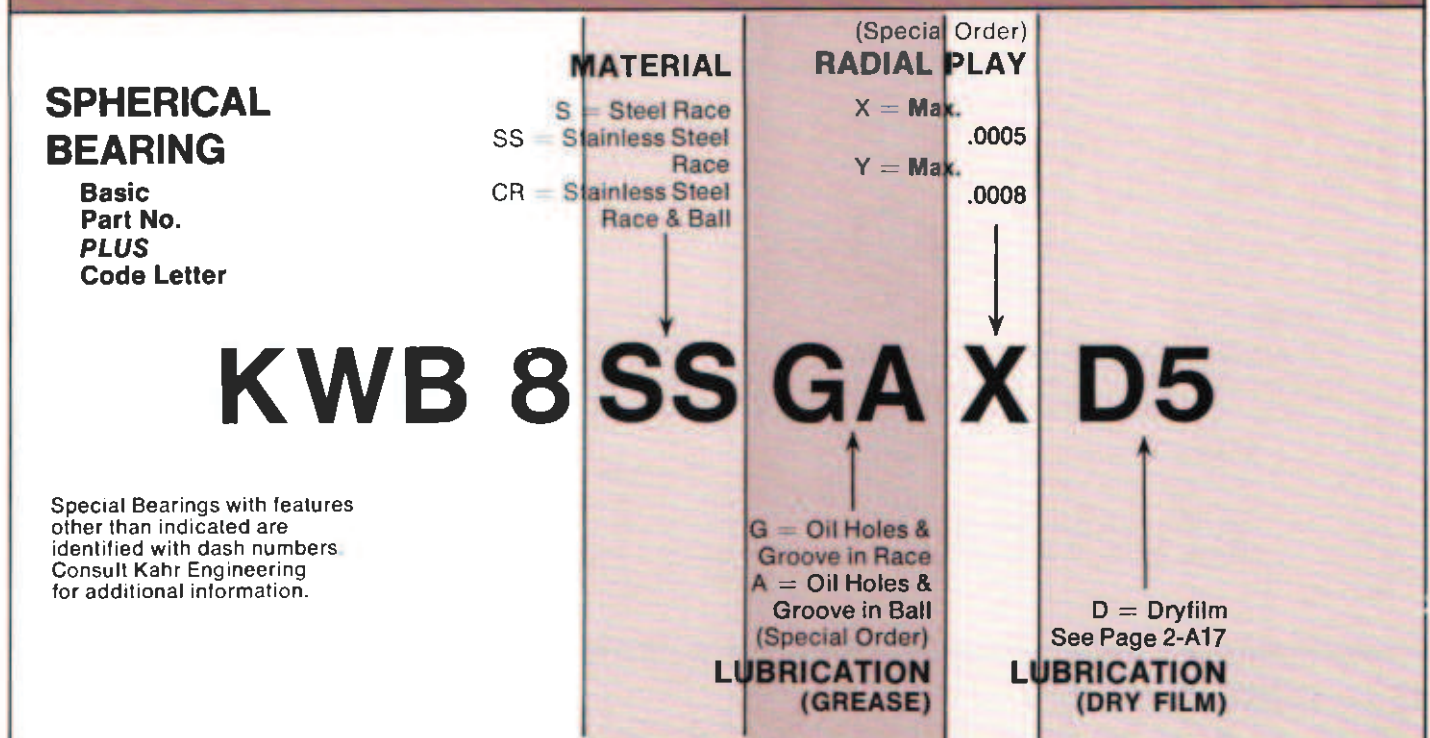 SPHERICAL
BEARING
Basic
Part No.
PLUS
Code Letter
MATERIAL
S = Steel Race
SS = Stainless Steel
Race
CR = Stainless Steel
Race & Ball
(Special Order)
RADIAL PLAY
X = Max.
.0005
Y = Max.
.0008
KWB 8 SS GA X D5
Special Bearings with features
other than indicated are
identified with dash numbers
Consult Kahr Engineering
for additional information.
G = Oil Holes &
Groove in Race
A = Oil Holes &
Groove in Ball
(Special Order)
LUBRICATION
(GREASE)
D = Dryfilm
See Page 2-A17
LUBRICATION
(DRY FILM)